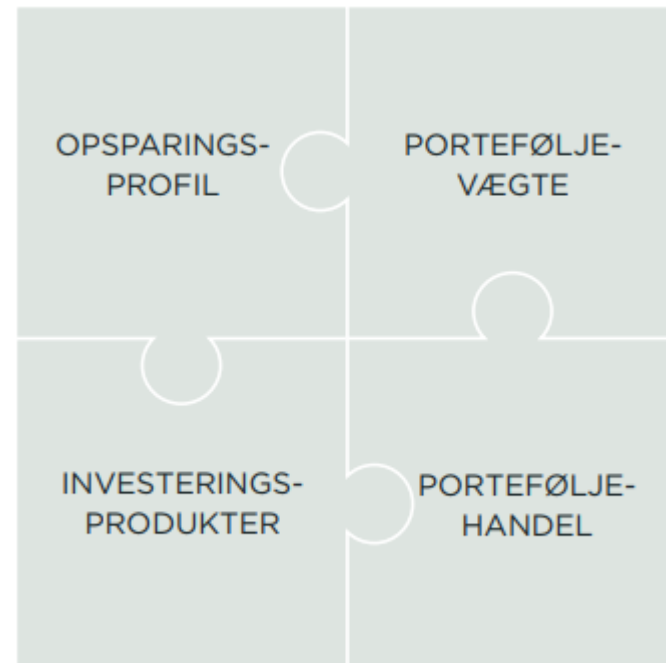 OPSPARINGS-
PROFIL
PORTEFØLJE-
VÆGTE
INVESTERINGS-
PRODUKTER
PORTEFØLJE-
HANDEL